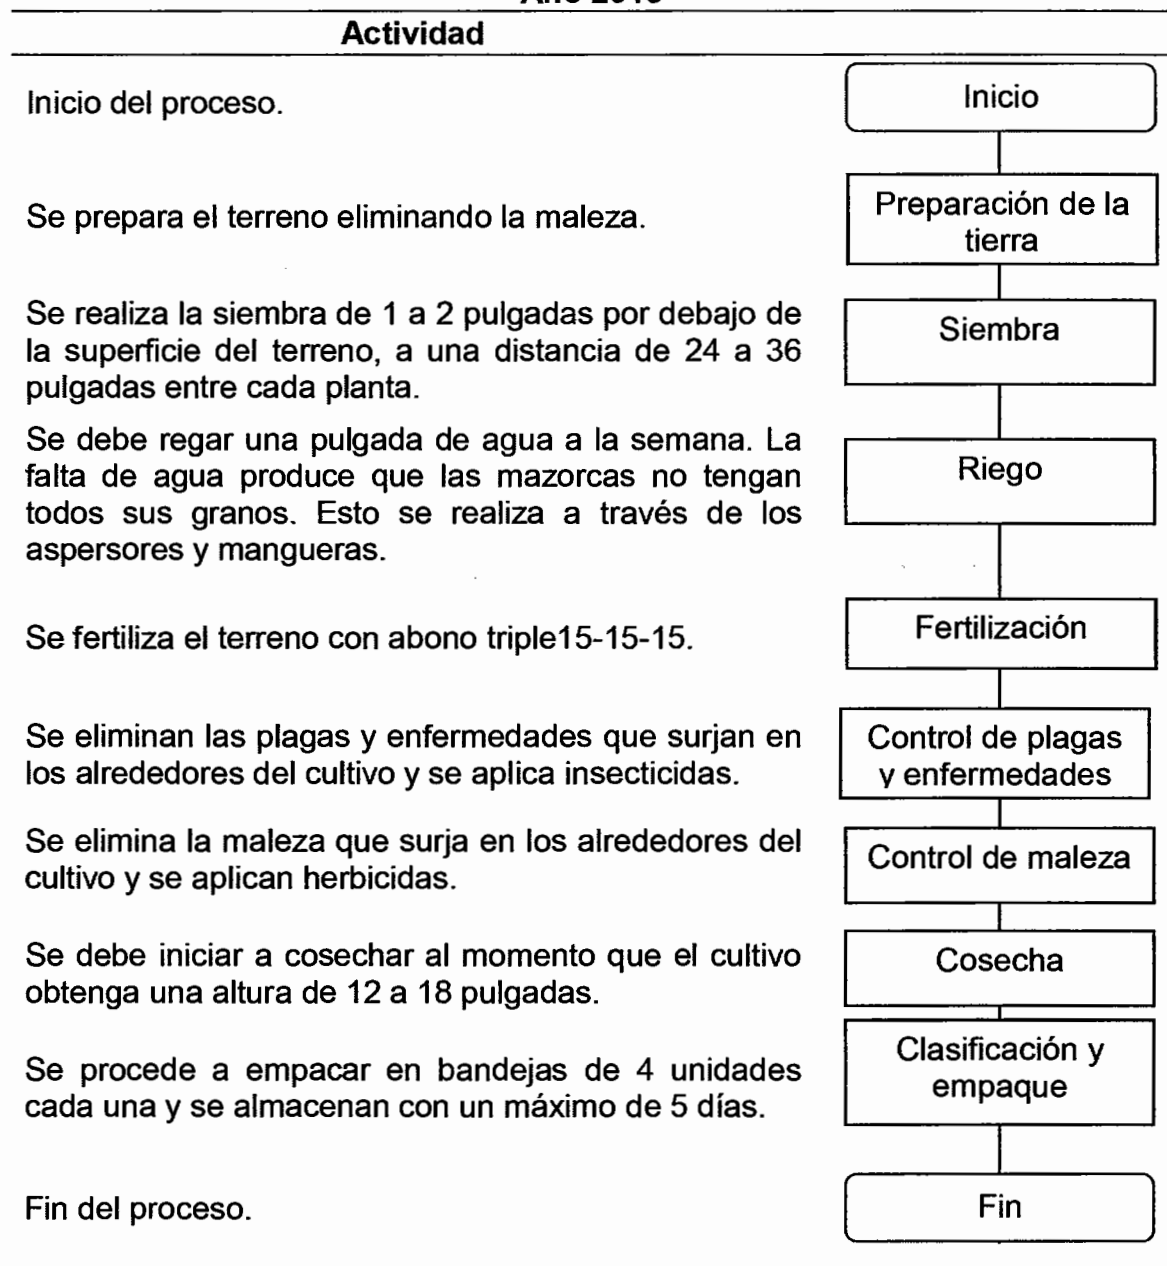 Actividad
Inicio del proceso.
Inicio
Se prepara el terreno eliminando la maleza.
Preparación de la
tierra
Se realiza la siembra de 1 a 2 pulgadas por debajo de
la superficie del terreno, a una distancia de 24 a 36
pulgadas entre cada planta.
Siembra
Se debe regar una pulgada de agua a la semana. La
falta de agua produce que las mazorcas no tengan
todos sus granos. Esto se realiza a través de los
aspersores y mangueras.
Riego
Se fertiliza el terreno con abono triple15-15-15.
Fertilización
Se eliminan las plagas y enfermedades que surjan en
los alrededores del cultivo y se aplica insecticidas.
Control de plagas
y enfermedades
Se elimina la maleza que surja en los alrededores del
cultivo y se aplican herbicidas.
Control de maleza
Se debe iniciar a cosechar al momento que el cultivo
obtenga una altura de 12 a 18 pulgadas.
Cosecha
Se procede a empacar en bandejas de 4 unidades
cada una y se almacenan con un máximo de 5 días.
Clasificación y
empaque
Fin del proceso.
Fin